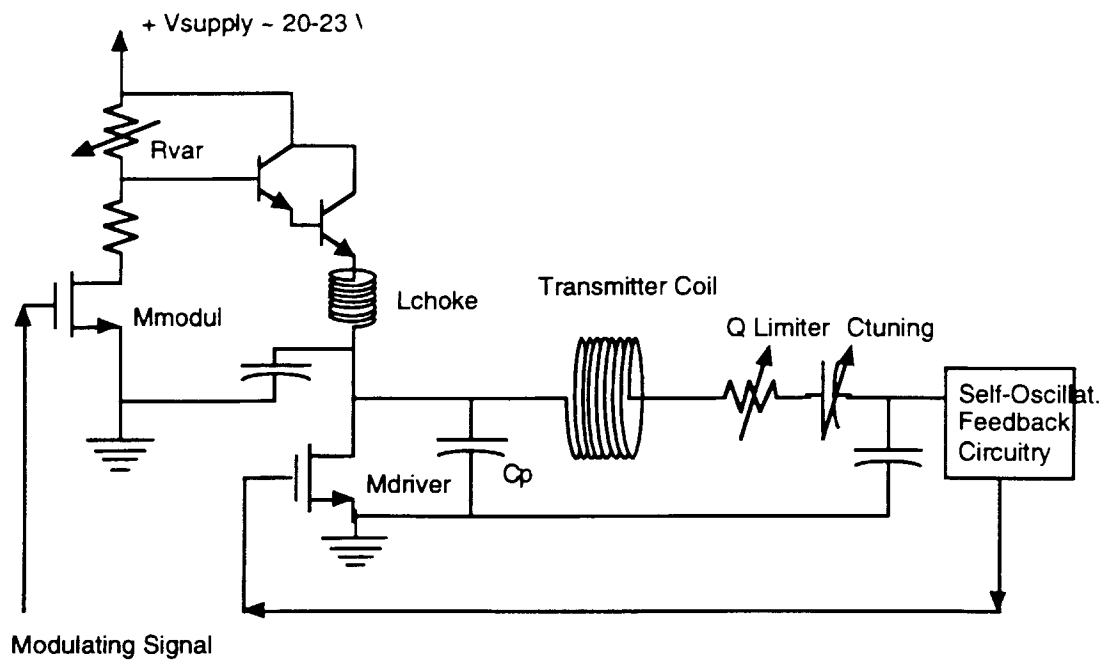 + Vsupply ~ 20-23 \
Rvar
Mmodul
Lchoke
Transmitter Coil
Q Limiter
Ctuning
Self-Oscillat.
Feedback
Circuitry
Mdriver
Cp
Modulating Signal